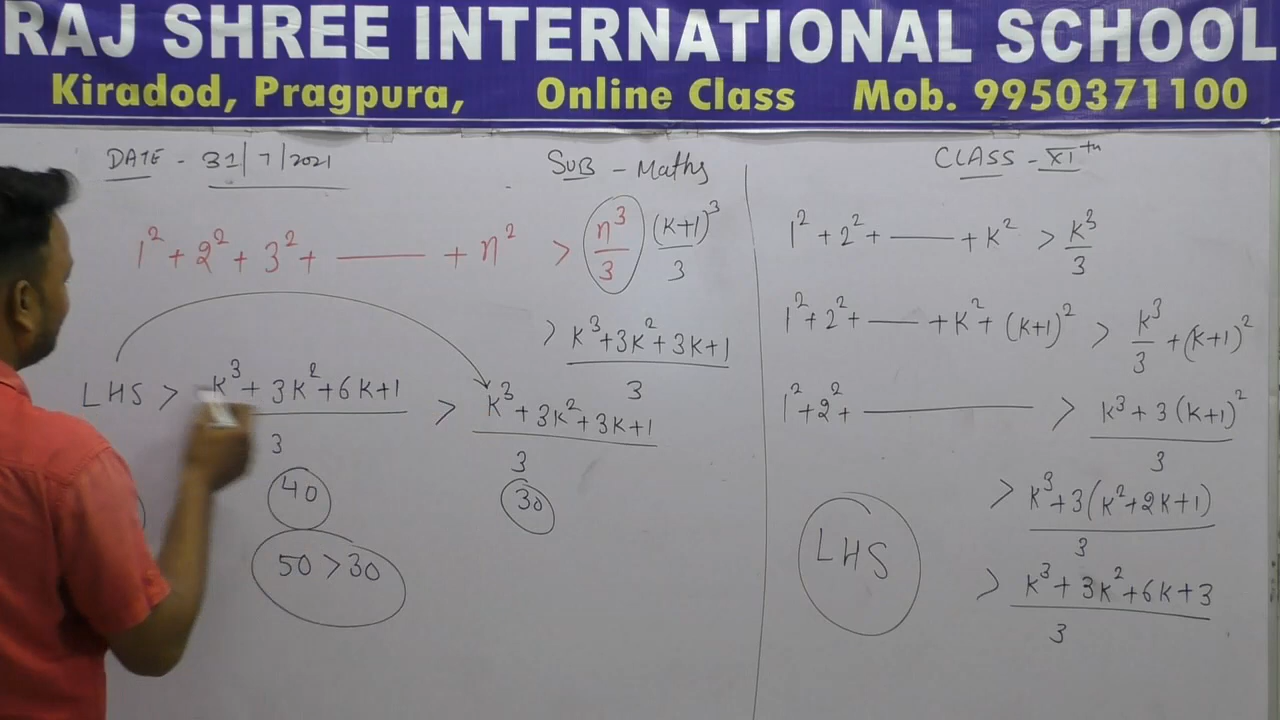 RAJ SHREE INTERNATIONAL SCHOOL
Kiradod, Pragpura, Online Class Mob. 9950371100
DATE - 31/7/2021 SUB - Maths CLASS - XIth
1² + 2² + 3² + —— + n² > n³/3 (k+1)³/3
> k³+3k²+3k+1/3
LHS > k³+3k²+6k+1/3 > k³+3k²+3k+1/3
40 30
50 > 30
1² + 2² + —— + k² > k³/3
1² + 2² + —— + k² + (k+1)² > k³/3 + (k+1)²
1² + 2² + —— > k³ + 3(k+1)²/3
> k³+3(k²+2k+1)/3
LHS
> k³+3k²+6k+3/3